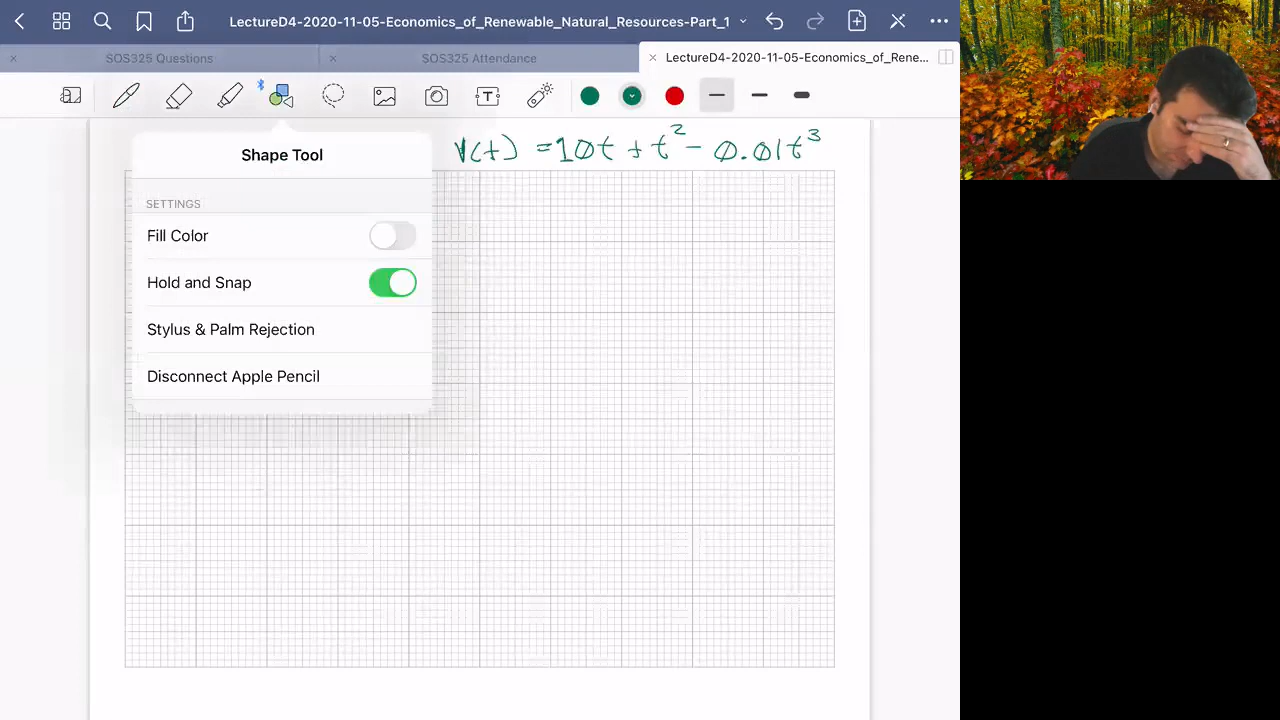 LectureD4-2020-11-05-Economics_of_Renewable_Natural_Resources-Part_1
SOS325 Questions
SOS325 Attendance
LectureD4-2020-11-05-Economics_of_Rene...
T
Shape Tool
V(t) = 10t + t² - 0.01t³
SETTINGS
Fill Color
Hold and Snap
Stylus & Palm Rejection
Disconnect Apple Pencil